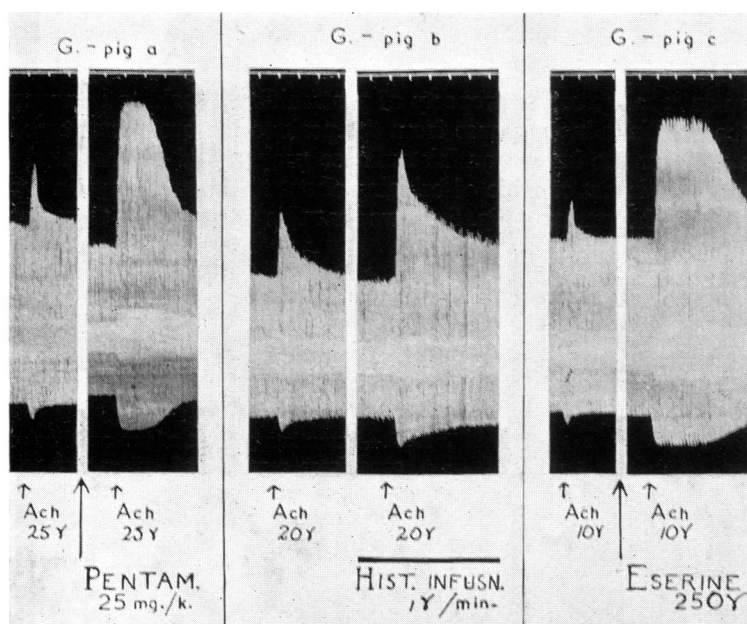 G.-pig a
G.-pig b
G.-pig c
Ach
25γ
Ach
25γ
Ach
20γ
Ach
20γ
Ach
10γ
Ach
10γ
PENTAM.
25 mg./k.
HIST. INFUSN.
1γ/min.
ESERINE
250γ